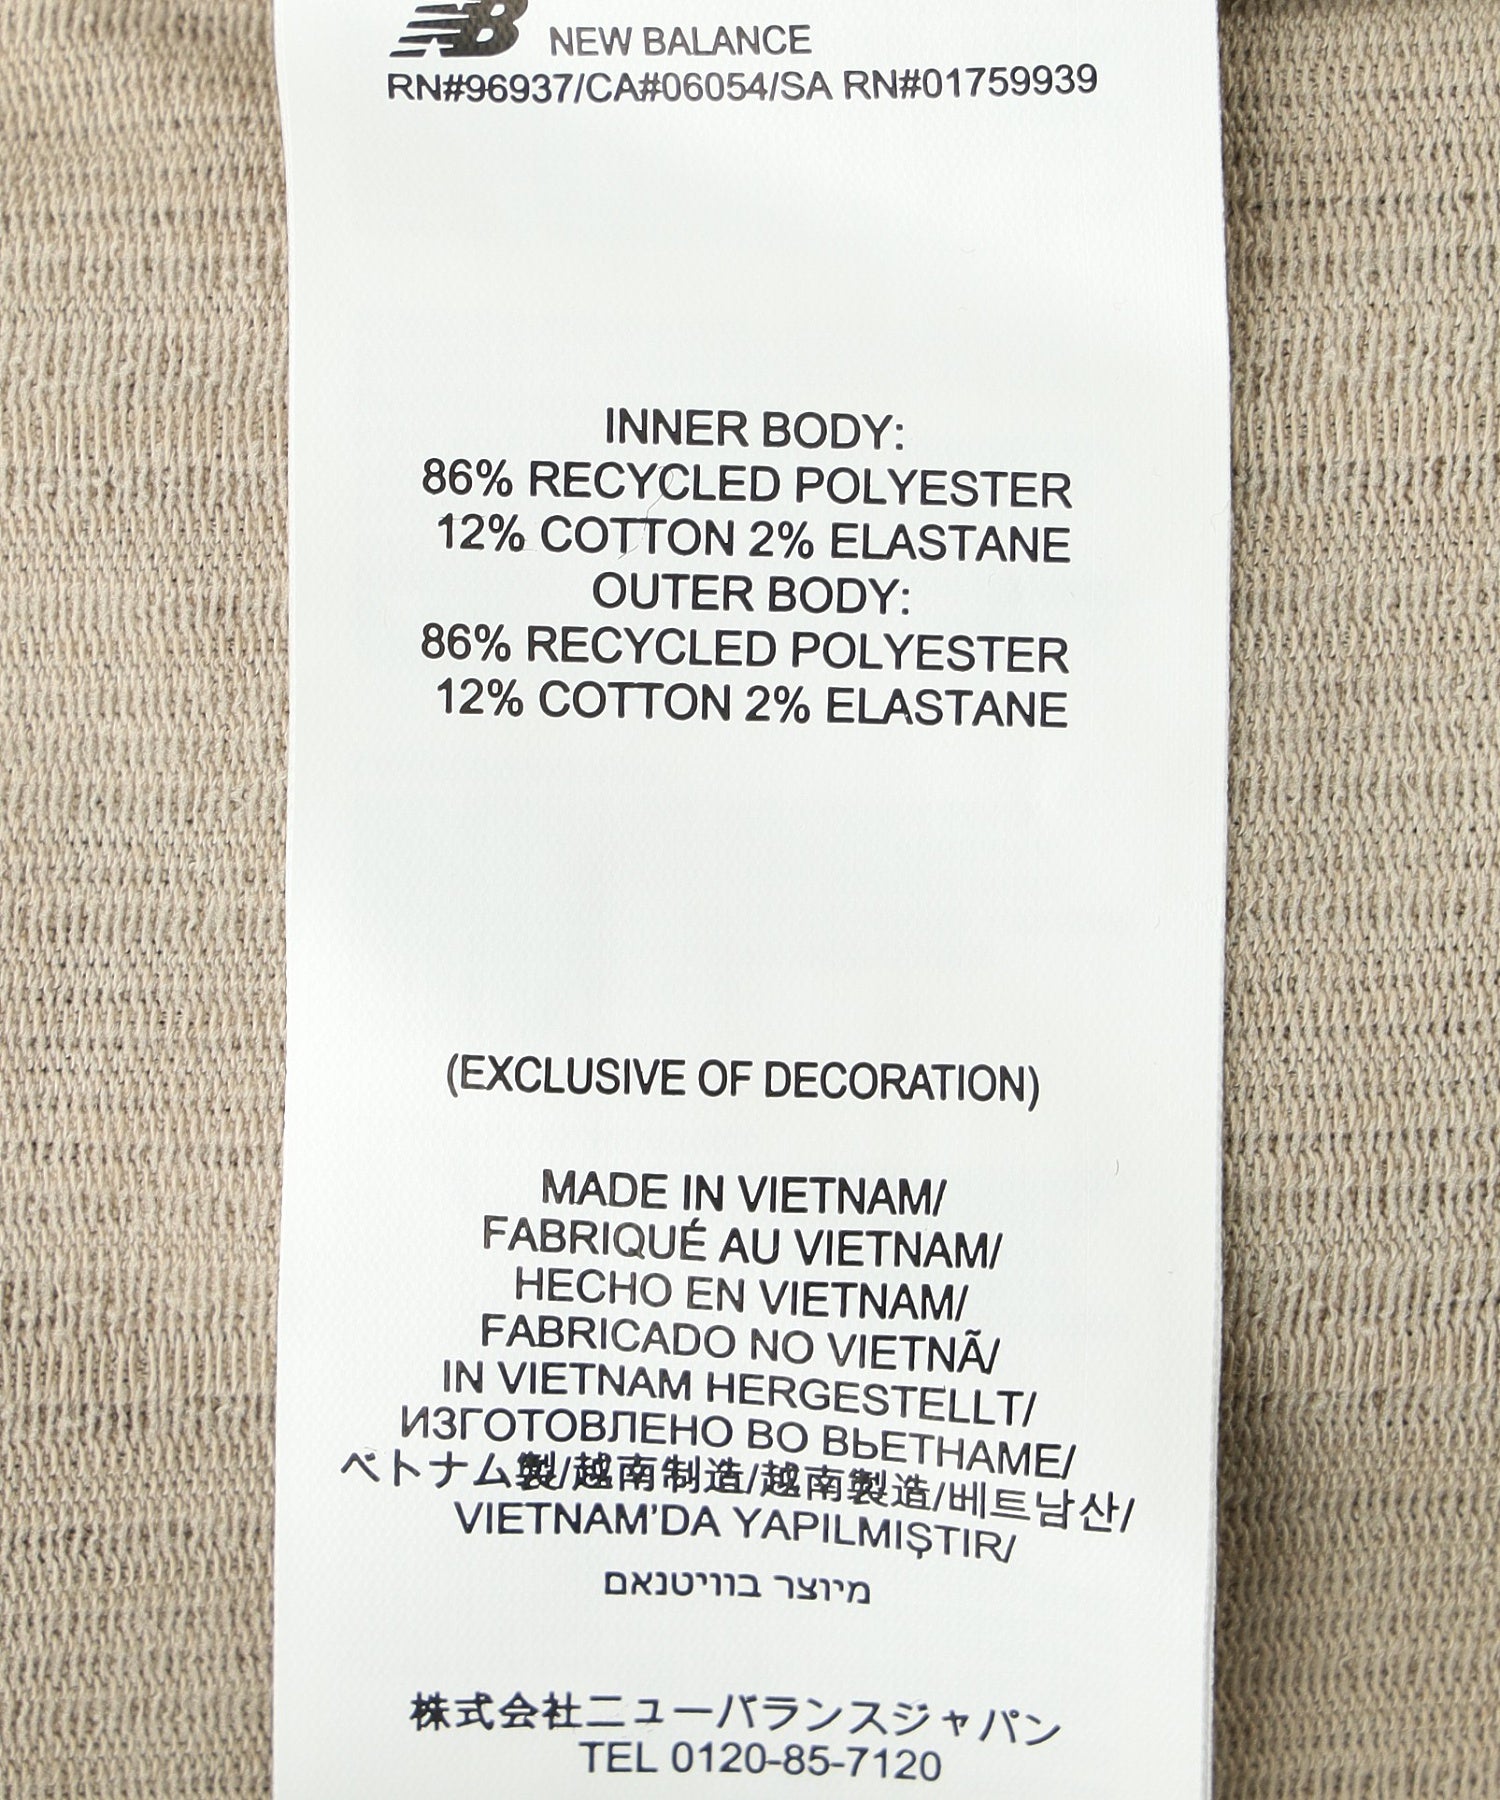 NB NEW BALANCE
RN#96937/CA#06054/SA RN#01759939
INNER BODY:
86% RECYCLED POLYESTER
12% COTTON 2% ELASTANE
OUTER BODY:
86% RECYCLED POLYESTER
12% COTTON 2% ELASTANE
(EXCLUSIVE OF DECORATION)
MADE IN VIETNAM/
FABRIQUÉ AU VIETNAM/
HECHO EN VIETNAM/
FABRICADO NO VIETNÃ/
IN VIETNAM HERGESTELLT/
ИЗГОТОВЛЕНО ВО ВЬЕТНАМЕ/
ベトナム製/越南制造/越南製造/베트남산/
VIETNAM'DA YAPILMIŞTIR/
מיוצר בווייטנאם
株式会社ニューバランスジャパン
TEL 0120-85-7120